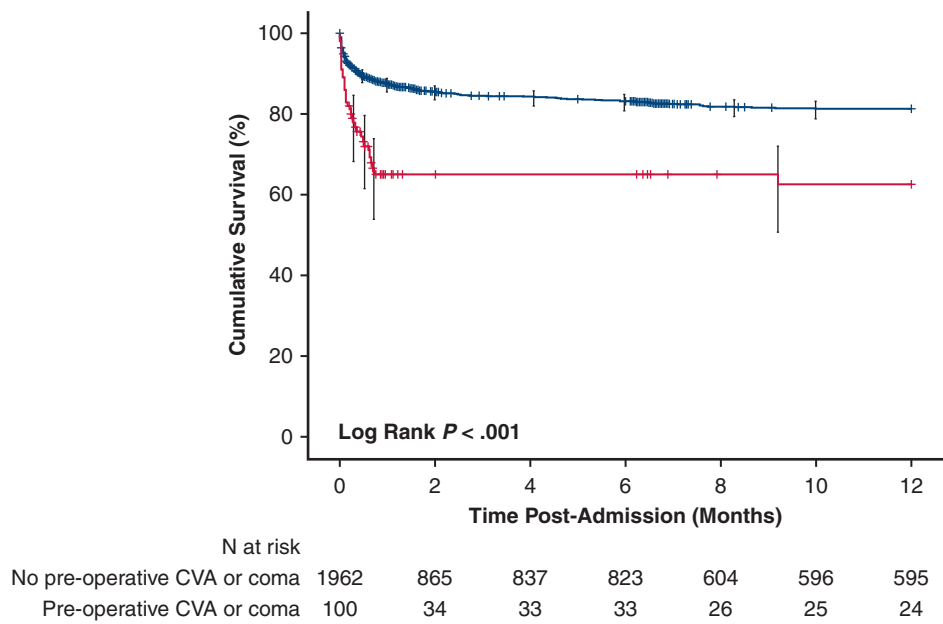 100
80
60
40
20
0
Cumulative Survival (%)
Log Rank P < .001
0 2 4 6 8 10 12
Time Post-Admission (Months)
N at risk
No pre-operative CVA or coma 1962 865 837 823 604 596 595
Pre-operative CVA or coma 100 34 33 33 26 25 24